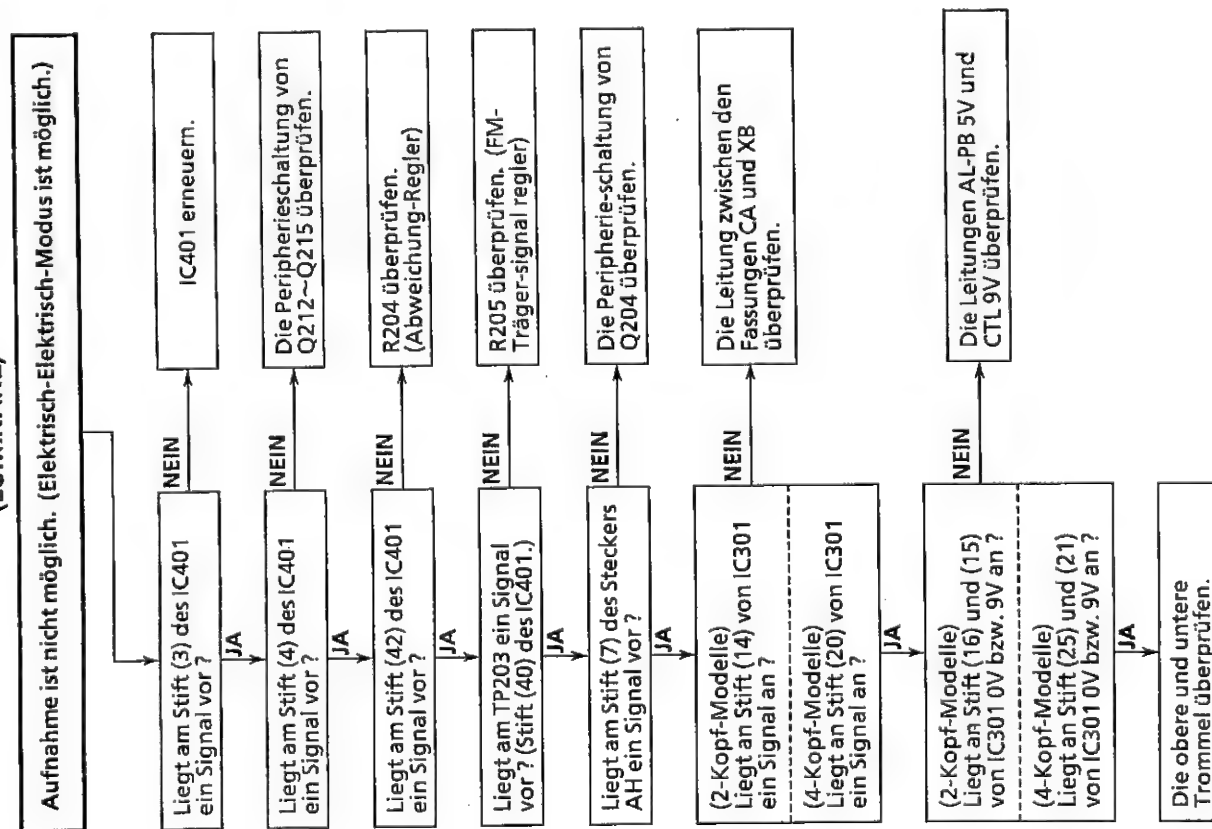 Aufnahme ist nicht möglich. (Elektrisch-Elektrisch-Modus ist möglich.)
Liegt am Stift (3) des IC401
ein Signal vor ?
NEIN
IC401 erneuern.
JA
Liegt am Stift (4) des IC401
ein Signal vor ?
NEIN
Die Peripherieschaltung von
Q212~Q215 überprüfen.
JA
Liegt am Stift (42) des IC401
ein Signal vor ?
NEIN
R204 überprüfen.
(Abweichung-Regler)
JA
Liegt am TP203 ein Signal
vor ? (Stift (40) des IC401.)
NEIN
R205 überprüfen. (FM-
Träger-signal regler)
JA
Liegt am Stift (7) des Steckers
AH ein Signal vor ?
NEIN
Die Peripherie-schaltung von
Q204 überprüfen.
JA
(2-Kopf-Modelle)
Liegt an Stift (14) von IC301
ein Signal an ?
(4-Kopf-Modelle)
Liegt an Stift (20) von IC301
ein Signal an ?
NEIN
Die Leitung zwischen den
Fassungen CA und XB
überprüfen.
JA
(2-Kopf-Modelle)
Liegt an Stift (16) und (15)
von IC301 0V bzw. 9V an ?
(4-Kopf-Modelle)
Liegt an Stift (25) und (21)
von IC301 0V bzw. 9V an ?
NEIN
Die Leitungen AL-PB 5V und
CTL 9V überprüfen.
JA
Die obere und untere
Trommel überprüfen.